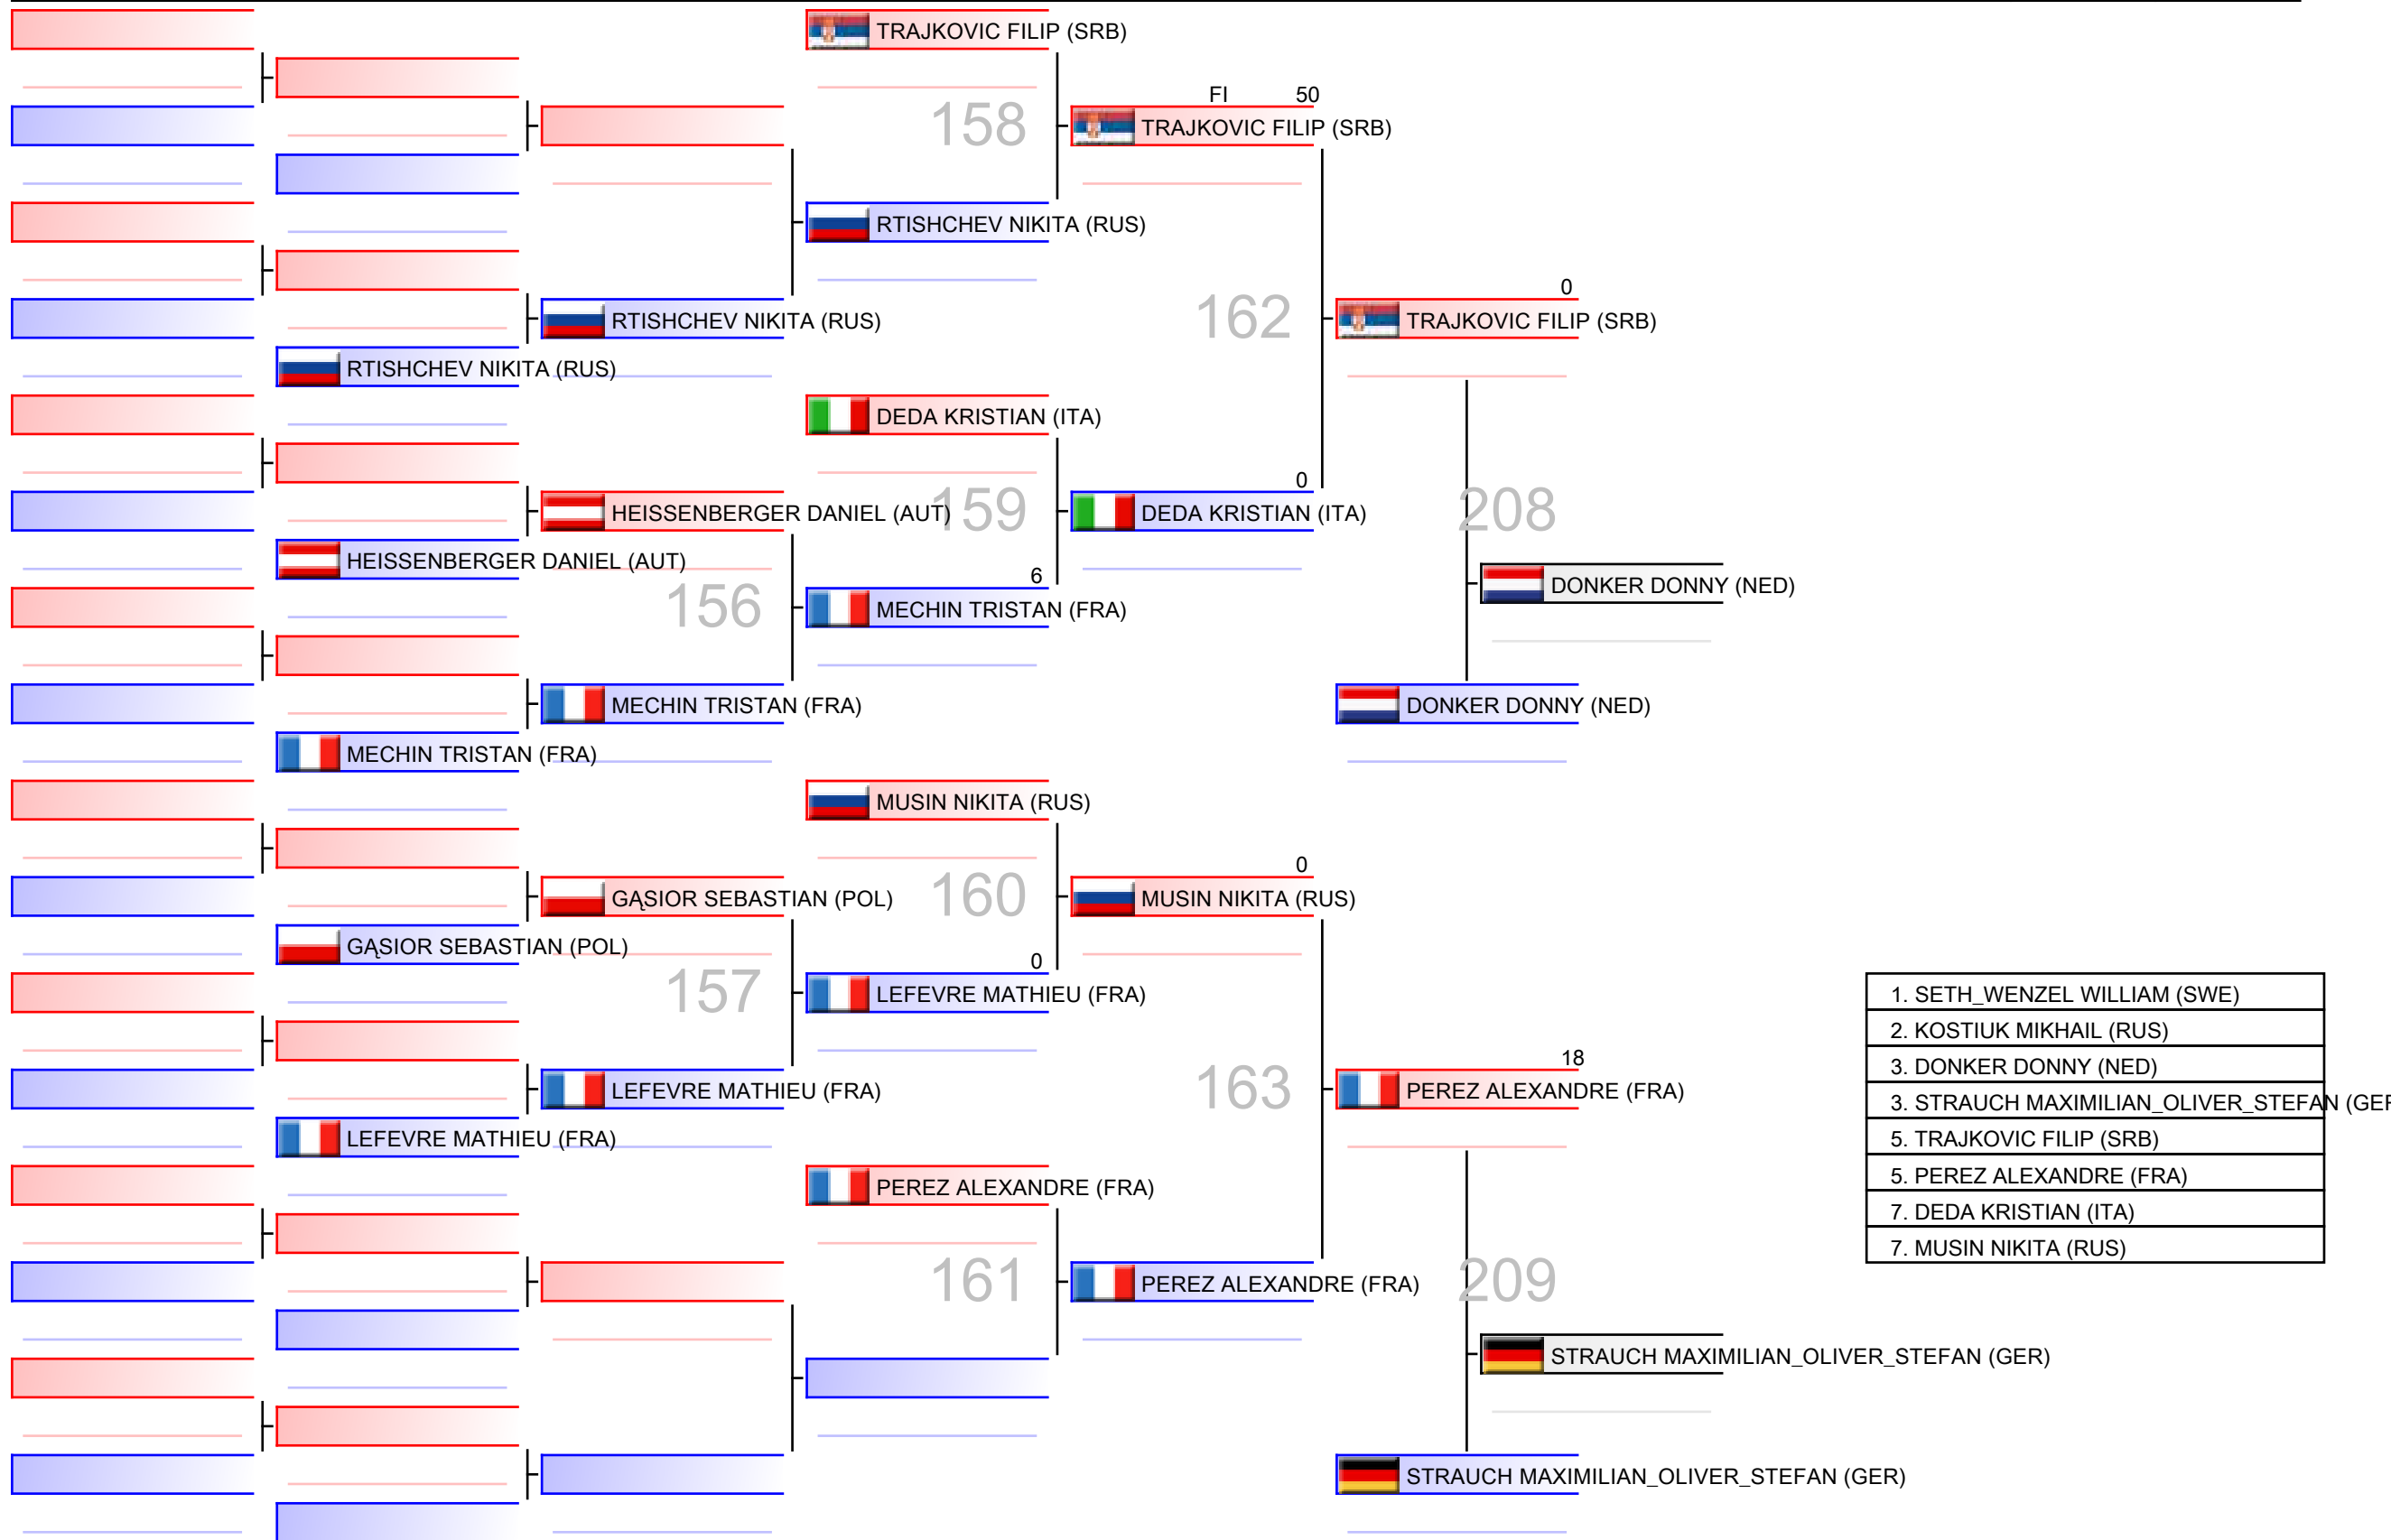 TRAJKOVIC FILIP (SRB)
FI 50
158
TRAJKOVIC FILIP (SRB)
RTISHCHEV NIKITA (RUS)
0
162
RTISHCHEV NIKITA (RUS)
TRAJKOVIC FILIP (SRB)
RTISHCHEV NIKITA (RUS)
DEDA KRISTIAN (ITA)
0
HEISSENBERGER DANIEL (AUT)
159
DEDA KRISTIAN (ITA)
208
HEISSENBERGER DANIEL (AUT)
6
DONKER DONNY (NED)
156
MECHIN TRISTAN (FRA)
MECHIN TRISTAN (FRA)
DONKER DONNY (NED)
MECHIN TRISTAN (FRA)
MUSIN NIKITA (RUS)
0
GĄSIOR SEBASTIAN (POL)
160
MUSIN NIKITA (RUS)
GĄSIOR SEBASTIAN (POL)
0
157
LEFEVRE MATHIEU (FRA)
1. SETH_WENZEL WILLIAM (SWE)
2. KOSTIUK MIKHAIL (RUS)
18
3. DONKER DONNY (NED)
LEFEVRE MATHIEU (FRA)
163
PEREZ ALEXANDRE (FRA)
3. STRAUCH MAXIMILIAN_OLIVER_STEFAN (GER
LEFEVRE MATHIEU (FRA)
5. TRAJKOVIC FILIP (SRB)
PEREZ ALEXANDRE (FRA)
5. PEREZ ALEXANDRE (FRA)
7. DEDA KRISTIAN (ITA)
7. MUSIN NIKITA (RUS)
161
PEREZ ALEXANDRE (FRA)
209
STRAUCH MAXIMILIAN_OLIVER_STEFAN (GER)
STRAUCH MAXIMILIAN_OLIVER_STEFAN (GER)